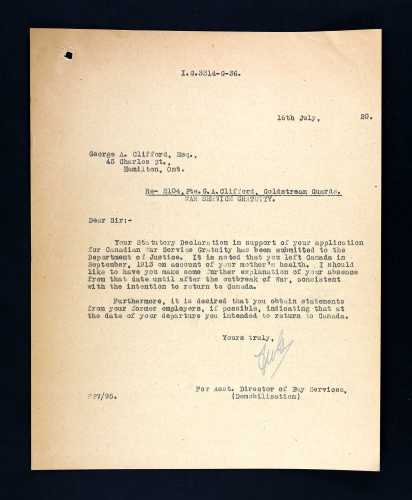 I.G.3314-G-36.
16th July, 20.
George A. Clifford, Esq.,
45 Charles St.,
Hamilton, Ont.
Re- 2104, Pte. G.A.Clifford, Coldstream Guards.
WAR SERVICE GRATUITY.
Dear Sir:-
Your Statutory Declaration in support of your application
for Canadian War Service Gratuity has been submitted to the
Department of Justice. It is noted that you left Canada in
September, 1913 on account of your mother's health. I should
like to have you make some further explanation of your absence
from that date until after the outbreak of War, consistent
with the intention to return to Canada.
Furthermore, it is desired that you obtain statements
from your former employers, if possible, indicating that at
the date of your departure you intended to return to Canada.
Yours truly,
For Asst. Director of Pay Services,
(Demobilization)